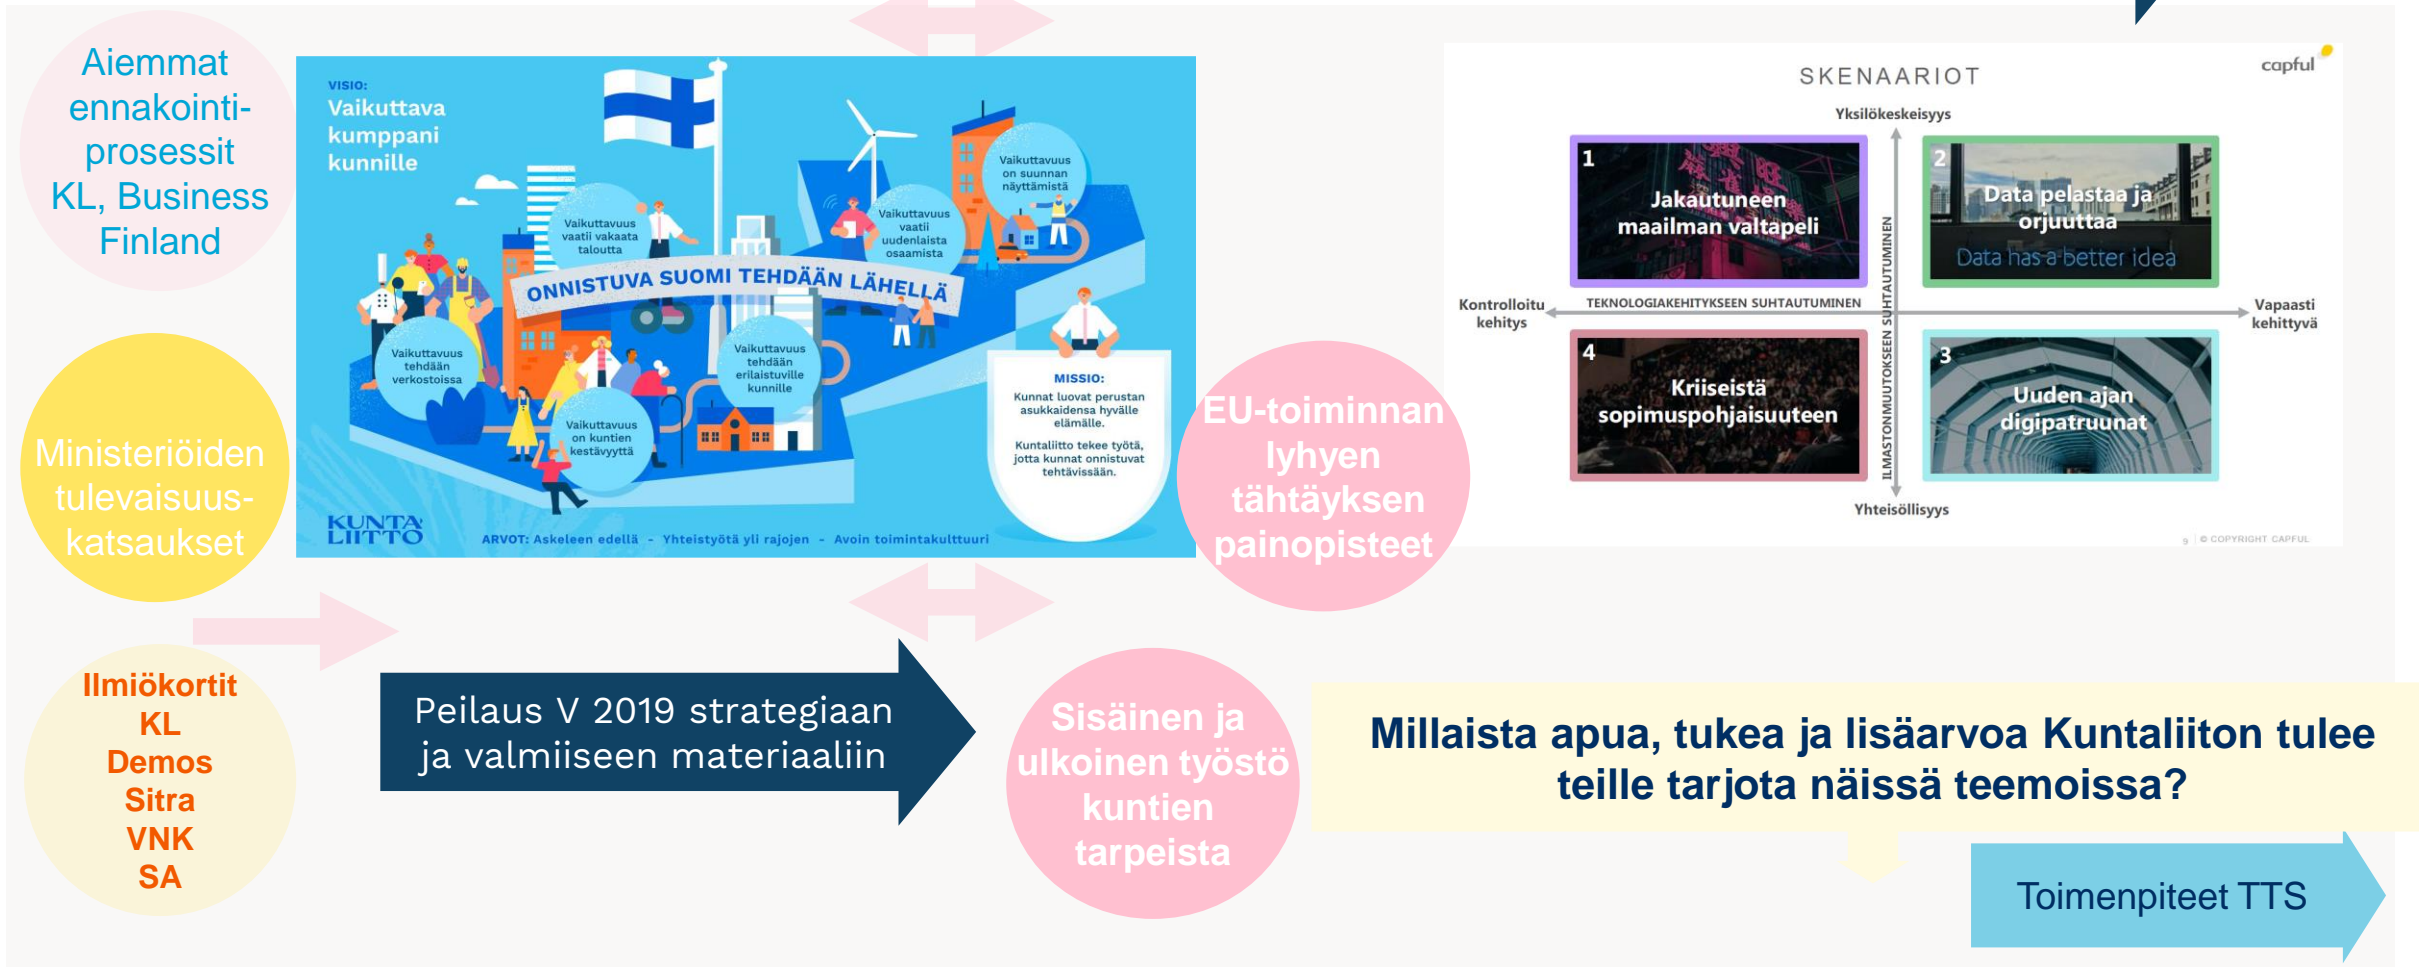 Aiemmat
ennakointi-
prosessit
KL, Business
Finland
Ministeriöiden
tulevaisuus-
katsaukset
Ilmiökortit
KL
Demos
Sitra
VNK
SA
VISIO:
Vaikuttava
kumppani
kunnille
Vaikuttavuus
on suunnan
näyttämistä
Vaikuttavuus
vaatii vakaata
taloutta
Vaikuttavuus
vaatii
uudenlaista
osaamista
ONNISTUVA SUOMI TEHDÄÄN LÄHELLÄ
Vaikuttavuus
tehdään
verkostoissa
Vaikuttavuus
tehdään
erilaistuville
kunnille
Vaikuttavuus
on kuntien
kestävyyttä
MISSIO:
Kunnat luovat perustan
asukkaidensa hyvälle
elämälle.
Kuntaliitto tekee työtä,
jotta kunnat onnistuvat
tehtävissään.
KUNTA
LIITTO
ARVOT: Askeleen edellä - Yhteistyötä yli rajojen - Avoin toimintakulttuuri
EU-toiminnan
lyhyen
tähtäyksen
painopisteet
SKENAARIOT
capful
Yksilökeskeisyys
1
Jakautuneen
maailman valtapeli
2
Data pelastaa ja
orjuuttaa
Data has a better idea
Kontrolloitu
kehitys
TEKNOLOGIAKEHITYKSEEN SUHTAUTUMINEN
ILMASTONMUUTOKSEEN SUHTAUTUMINEN
Vapaasti
kehittyvä
4
Kriiseistä
sopimuspohjaisuuteen
3
Uuden ajan
digipatruunat
Yhteisöllisyys
9 | © COPYRIGHT CAPFUL
Peilaus V 2019 strategiaan
ja valmiiseen materiaaliin
Sisäinen ja
ulkoinen työstö
kuntien
tarpeista
Millaista apua, tukea ja lisäarvoa Kuntaliiton tulee
teille tarjota näissä teemoissa?
Toimenpiteet TTS